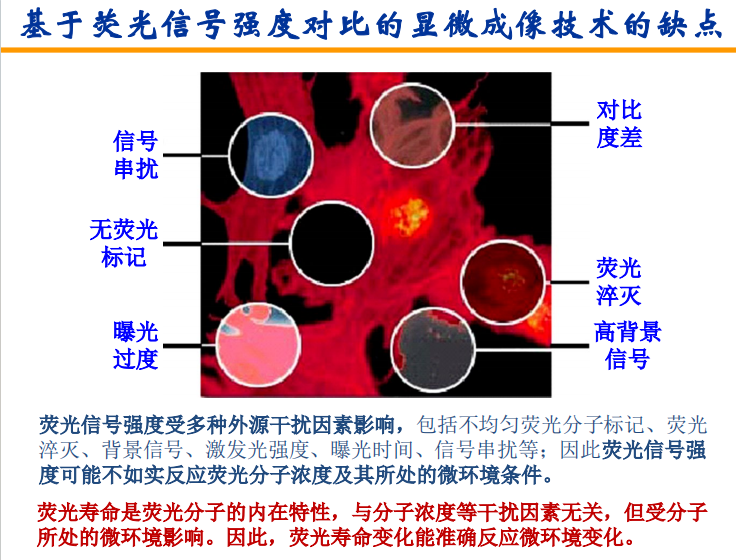 基于荧光信号强度对比的显微成像技术的缺点
信号
串扰
对比
度差
无荧光
标记
荧光
淬灭
曝光
过度
高背景
信号
荧光信号强度受多种外源干扰因素影响，包括不均匀荧光分子标记、荧光
淬灭、背景信号、激发光强度、曝光时间、信号串扰等；因此荧光信号强
度可能不如实反应荧光分子浓度及其所处的微环境条件。
荧光寿命是荧光分子的内在特性，与分子浓度等干扰因素无关，但受分子
所处的微环境影响。因此，荧光寿命变化能准确反应微环境变化。